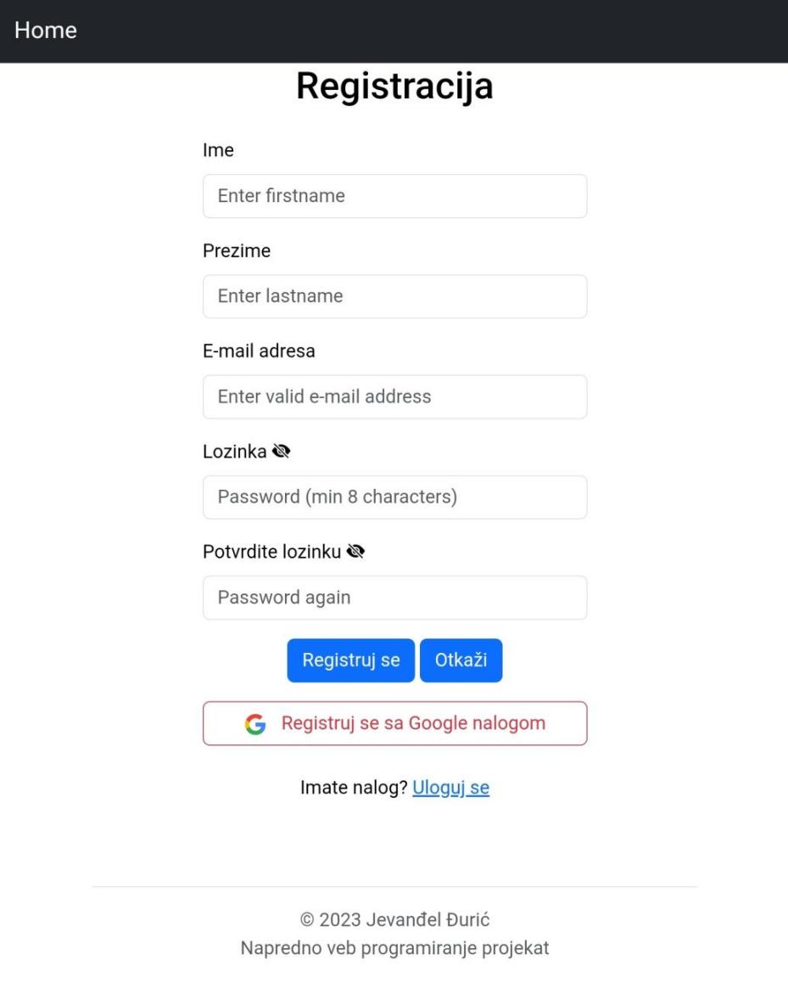 Home
Registracija
Ime
Enter firstname
Prezime
Enter lastname
E-mail adresa
Enter valid e-mail address
Lozinka
Password (min 8 characters)
Potvrdite lozinku
Password again
Registruj se Otkaži
Registruj se sa Google nalogom
Imate nalog? Uloguj se
© 2023 Jevanđel Đurić
Napredno veb programiranje projekat